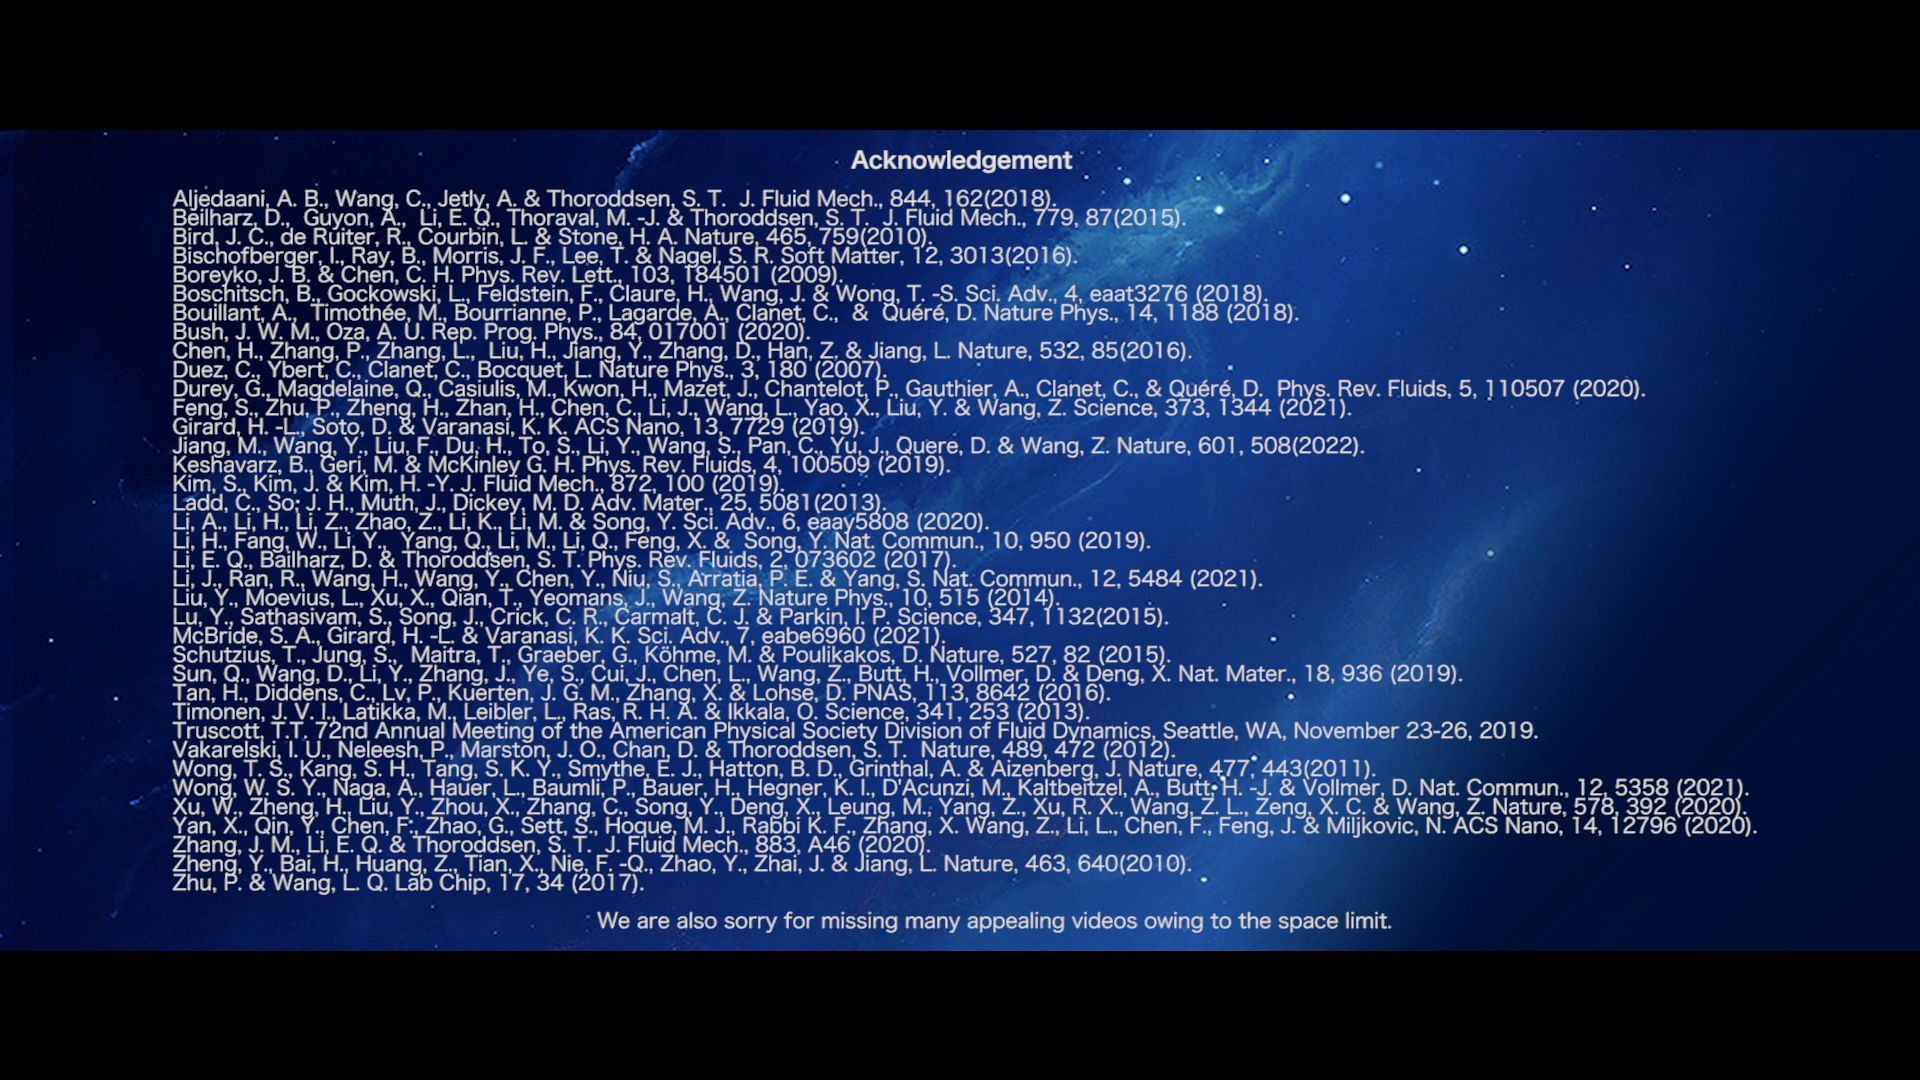 Acknowledgement
Aljedaani, A. B., Wang, C., Jetly, A. & Thoroddsen, S. T. J. Fluid Mech., 844, 162(2018).
Beilharz, D., Guyon, A., Li, E. Q., Thoraval, M. -J. & Thoroddsen, S. T. J. Fluid Mech., 779, 87(2015).
Bird, J. C., de Ruiter, R., Courbin, L. & Stone, H. A. Nature, 465, 759(2010).
Bischofberger, I., Ray, B., Morris, J. F., Lee, T. & Nagel, S. R. Soft Matter, 12, 3013(2016).
Boreyko, J. B. & Chen, C. H. Phys. Rev. Lett., 103, 184501 (2009).
Boschitsch, B., Gockowski, L., Feldstein, F., Claure, H., Wang, J. & Wong, T. -S. Sci. Adv., 4, eaat3276 (2018).
Bouillant, A., Timothée, M., Bourrianne, P., Lagarde, A., Clanet, C., & Quéré, D. Nature Phys., 14, 1188 (2018).
Bush, J. W. M., Oza, A. U. Rep. Prog. Phys., 84, 017001 (2020).
Chen, H., Zhang, P., Zhang, L., Liu, H., Jiang, Y., Zhang, D., Han, Z. & Jiang, L. Nature, 532, 85(2016).
Duez, C., Ybert, C., Clanet, C., Bocquet, L. Nature Phys., 3, 180 (2007).
Durey, G., Magdelaine, Q., Casiulis, M., Kwon, H., Mazet, J., Chantelot, P., Gauthier, A., Clanet, C., & Quéré, D. Phys. Rev. Fluids, 5, 110507 (2020).
Feng, S., Zhu, P., Zheng, H., Zhan, H., Chen, C., Li, J., Wang, L., Yao, X., Liu, Y. & Wang, Z. Science, 373, 1344 (2021).
Girard, H. -L., Soto, D. & Varanasi, K. K. ACS Nano, 13, 7729 (2019).
Jiang, M., Wang, Y., Liu, F., Du, H., To, S., Li, Y., Wang, S., Pan, C., Yu, J., Quere, D. & Wang, Z. Nature, 601, 508(2022).
Keshavarz, B., Geri, M. & McKinley G. H. Phys. Rev. Fluids, 4, 100509 (2019).
Kim, S., Kim, J. & Kim, H. -Y. J. Fluid Mech., 872, 100 (2019).
Ladd, C., So; J. H., Muth, J., Dickey, M. D. Adv. Mater., 25, 5081(2013).
Li, A., Li, H., Li, Z., Zhao, Z., Li, K., Li, M. & Song, Y. Sci. Adv., 6, eaay5808 (2020).
Li, H., Fang, W., Li, Y., Yang, Q., Li, M., Li, Q., Feng, X. & Song, Y. Nat. Commun., 10, 950 (2019).
Li, E. Q., Bailharz, D. & Thoroddsen, S. T. Phys. Rev. Fluids, 2, 073602 (2017).
Li, J., Ran, R., Wang, H., Wang, Y., Chen, Y., Niu, S., Arratia, P. E. & Yang, S. Nat. Commun., 12, 5484 (2021).
Liu, Y., Moevius, L., Xu, X., Qian, T., Yeomans, J., Wang, Z. Nature Phys., 10, 515 (2014).
Lu, Y., Sathasivam, S., Song, J., Crick, C. R., Carmalt, C. J. & Parkin, I. P. Science, 347, 1132(2015).
McBride, S. A., Girard, H. -L. & Varanasi, K. K. Sci. Adv., 7, eabe6960 (2021).
Schutzius, T., Jung, S., Maitra, T., Graeber, G., Köhme, M. & Poulikakos, D. Nature, 527, 82 (2015).
Sun, Q., Wang, D., Li, Y., Zhang, J., Ye, S., Cui, J., Chen, L., Wang, Z., Butt, H., Vollmer, D. & Deng, X. Nat. Mater., 18, 936 (2019).
Tan, H., Diddens, C., Lv, P., Kuerten, J. G. M., Zhang, X. & Lohse, D. PNAS, 113, 8642 (2016).
Timonen, J. V. I., Latikka, M., Leibler, L., Ras, R. H. A. & Ikkala, O. Science, 341, 253 (2013).
Truscott, T.T. 72nd Annual Meeting of the American Physical Society Division of Fluid Dynamics, Seattle, WA, November 23-26, 2019.
Vakarelski, I. U., Neleesh, P., Marston, J. O., Chan, D. & Thoroddsen, S. T. Nature, 489, 472 (2012).
Wong, T. S., Kang, S. H., Tang, S. K. Y., Smythe, E. J., Hatton, B. D., Grinthal, A. & Aizenberg, J. Nature, 477, 443(2011).
Wong, W. S. Y., Naga, A., Hauer, L., Baumli, P., Bauer, H., Hegner, K. I., D'Acunzi, M., Kaltbeitzel, A., Butt, H. -J. & Vollmer, D. Nat. Commun., 12, 5358 (2021).
Xu, W., Zheng, H., Liu, Y., Zhou, X., Zhang, C., Song, Y., Deng, X., Leung, M., Yang, Z., Xu, R. X., Wang, Z. L., Zeng, X. C. & Wang, Z. Nature, 578, 392 (2020).
Yan, X., Qin, Y., Chen, F., Zhao, G., Sett, S., Hoque, M. J., Rabbi K. F., Zhang, X. Wang, Z., Li, L., Chen, F., Feng, J. & Miljkovic, N. ACS Nano, 14, 12796 (2020).
Zhang, J. M., Li, E. Q. & Thoroddsen, S. T. J. Fluid Mech., 883, A46 (2020).
Zheng, Y., Bai, H., Huang, Z., Tian, X., Nie, F. -Q., Zhao, Y., Zhai, J. & Jiang, L. Nature, 463, 640(2010).
Zhu, P. & Wang, L. Q. Lab Chip, 17, 34 (2017).
We are also sorry for missing many appealing videos owing to the space limit.